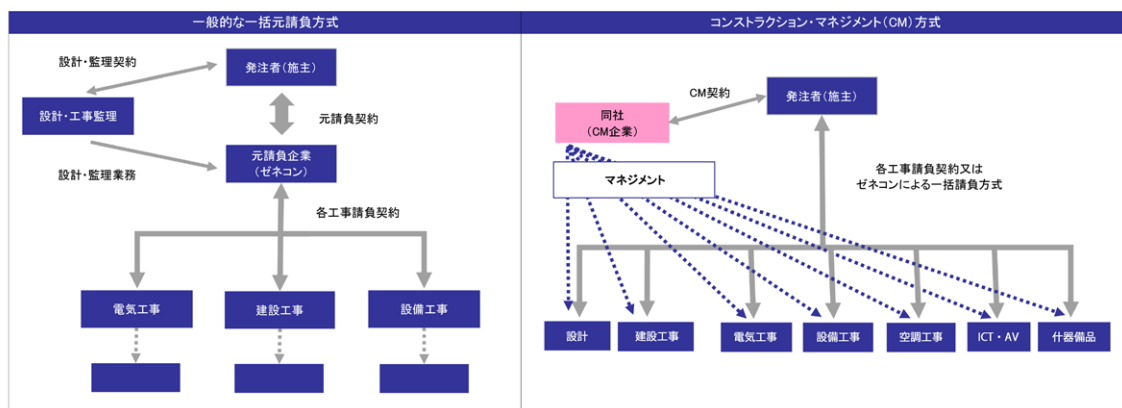 一般的な一括元請負方式
設計・監理契約
発注者(施主)
設計・工事監理
元請負契約
元請負企業
(ゼネコン)
設計・監理業務
各工事請負契約
電気工事
建設工事
設備工事
コンストラクション・マネジメント(CM)方式
CM契約
発注者(施主)
同社
(CM企業)
マネジメント
各工事請負契約又は
ゼネコンによる一括請負方式
設計
建設工事
電気工事
設備工事
空調工事
ICT・AV
什器備品